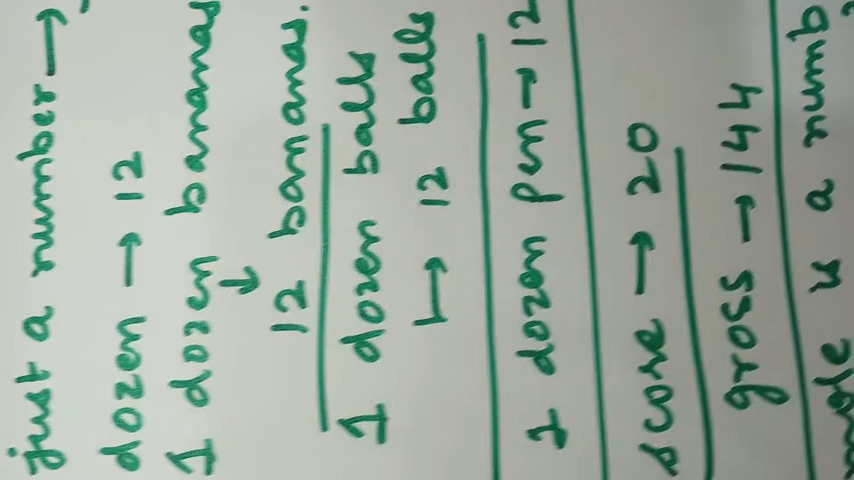 just a number →
dozen → 12
1 dozen bananas
↓
12 bananas.
1 dozen balls
↳ 12 balls
1 dozen pen → 12
score → 20
gross → 144
a numb